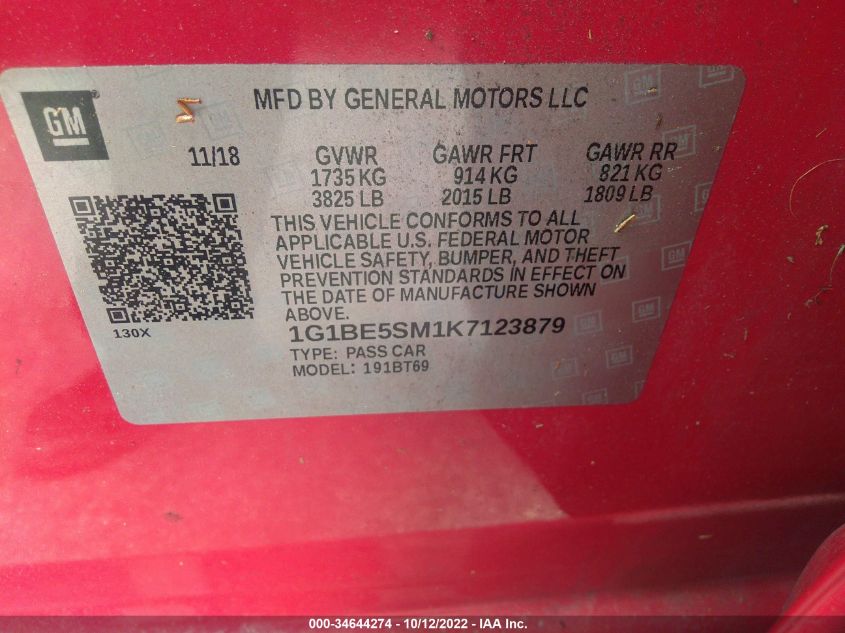 GM
MFD BY GENERAL MOTORS LLC
11/18 GVWR GAWR FRT GAWR RR
1735 KG 914 KG 821 KG
3825 LB 2015 LB 1809 LB
THIS VEHICLE CONFORMS TO ALL
APPLICABLE U.S. FEDERAL MOTOR
VEHICLE SAFETY, BUMPER, AND THEFT
PREVENTION STANDARDS IN EFFECT ON
THE DATE OF MANUFACTURE SHOWN
ABOVE.
130X
1G1BE5SM1K7123879
TYPE: PASS CAR
MODEL: 191BT69
000-34644274 - 10/12/2022 - IAA Inc.